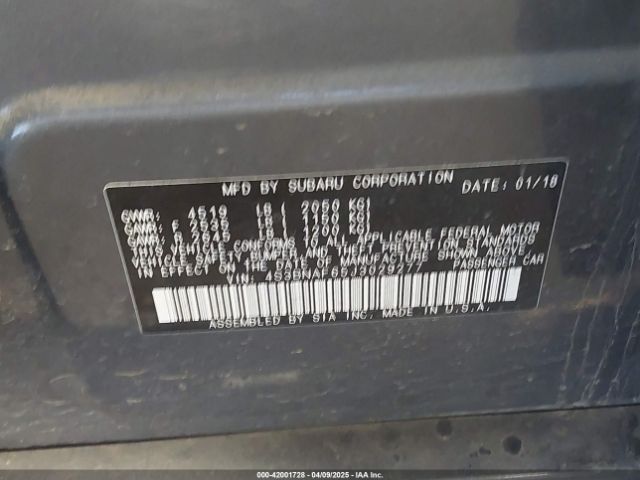 MFD BY SUBARU CORPORATION DATE: 01/18
GVWR: 4519 LB ( 2050 KG)
GAWR: F 2535 LB ( 1150 KG)
GAWR: LB ( 1200 KG)
THIS VEHICLE CONFORMS TO ALL APPLICABLE FEDERAL MOTOR
VEHICLE SAFETY, BUMPER, AND THEFT PREVENTION STANDARDS
IN EFFECT ON THE DATE OF MANUFACTURE SHOWN ABOVE.
VIN: PASSENGER CAR
ASSEMBLED BY SIA INC. MADE IN U.S.A.
000-42001728 - 04/09/2025 - IAA Inc.